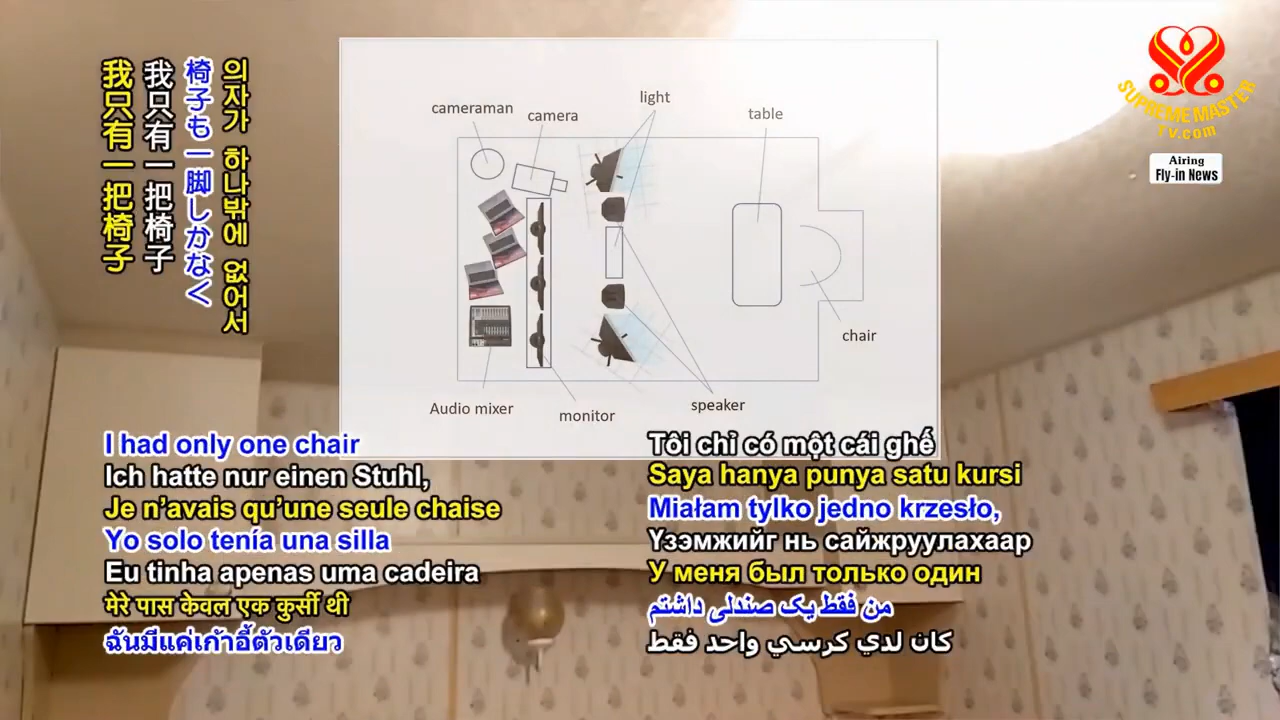 의자가 하나밖에 없어서
椅子も一脚しかなく
我只有一把椅子
我只有一把椅子
cameraman
camera
light
table
chair
Audio mixer
monitor
speaker
SUPREME MASTER
TV.com
Airing
Fly-in News
I had only one chair
Ich hatte nur einen Stuhl,
Je n'avais qu'une seule chaise
Yo solo tenía una silla
Eu tinha apenas uma cadeira
मेरे पास केवल एक कुर्सी थी
ฉันมีแค่เก้าอี้ตัวเดียว
Tôi chỉ có một cái ghế
Saya hanya punya satu kursi
Miałam tylko jedno krzesło,
Үзэмжийг нь сайжруулахаар
У меня был только один
من فقط یک صندلی داشتم
كان لدي كرسي واحد فقط